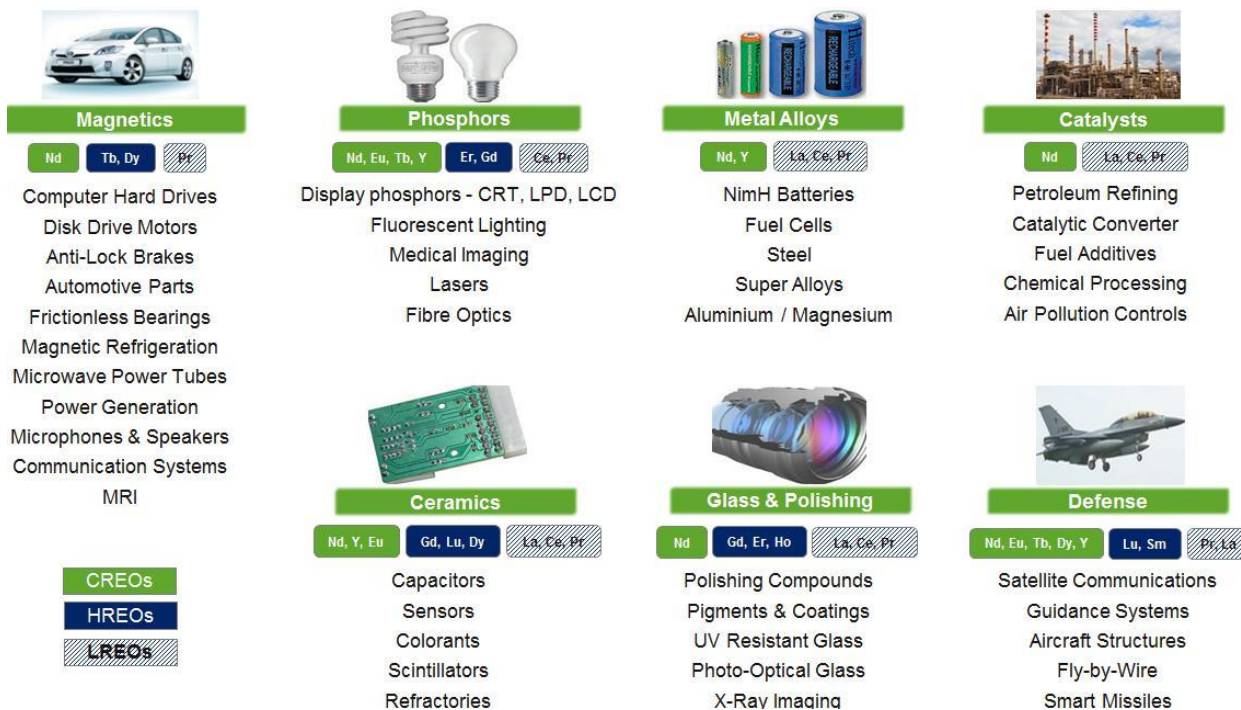 Magnetics
Nd
Tb, Dy
Pr
Computer Hard Drives
Disk Drive Motors
Anti-Lock Brakes
Automotive Parts
Frictionless Bearings
Magnetic Refrigeration
Microwave Power Tubes
Power Generation
Microphones & Speakers
Communication Systems
MRI
Phosphors
Nd, Eu, Tb, Y
Er, Gd
Ce, Pr
Display phosphors - CRT, LPD, LCD
Fluorescent Lighting
Medical Imaging
Lasers
Fibre Optics
RECHARGEABLE
RECHARGEABLE
Metal Alloys
Nd, Y
La, Ce, Pr
NimH Batteries
Fuel Cells
Steel
Super Alloys
Aluminium / Magnesium
Catalysts
Nd
La, Ce, Pr
Petroleum Refining
Catalytic Converter
Fuel Additives
Chemical Processing
Air Pollution Controls
Ceramics
Nd, Y, Eu
Gd, Lu, Dy
La, Ce, Pr
Capacitors
Sensors
Colorants
Scintillators
Refractories
Glass & Polishing
Nd
Gd, Er, Ho
La, Ce, Pr
Polishing Compounds
Pigments & Coatings
UV Resistant Glass
Photo-Optical Glass
X-Ray Imaging
Defense
Nd, Eu, Tb, Dy, Y
Lu, Sm
Pr, La
Satellite Communications
Guidance Systems
Aircraft Structures
Fly-by-Wire
Smart Missiles
CREOs
HREOs
LREOs